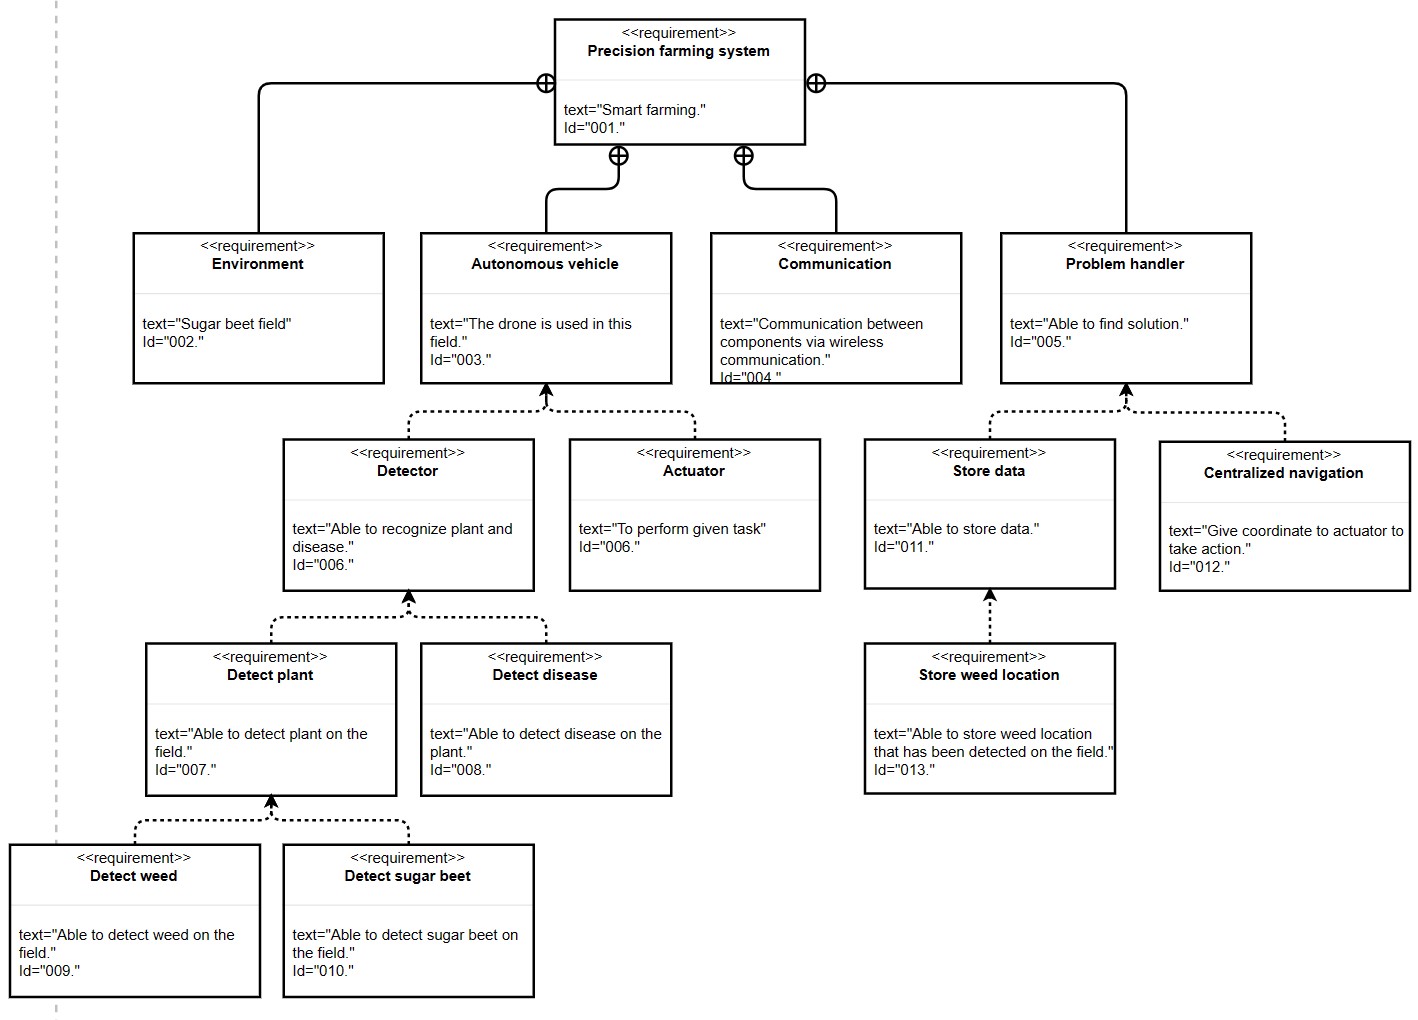 <<requirement>>
Precision farming system
text="Smart farming."
Id="001."
<<requirement>>
Environment
text="Sugar beet field"
Id="002."
<<requirement>>
Autonomous vehicle
text="The drone is used in this
field."
Id="003."
<<requirement>>
Communication
text="Communication between
components via wireless
communication."
Id="004."
<<requirement>>
Problem handler
text="Able to find solution."
Id="005."
<<requirement>>
Detector
text="Able to recognize plant and
disease."
Id="006."
<<requirement>>
Actuator
text="To perform given task"
Id="006."
<<requirement>>
Store data
text="Able to store data."
Id="011."
<<requirement>>
Centralized navigation
text="Give coordinate to actuator to
take action."
Id="012."
<<requirement>>
Detect plant
text="Able to detect plant on the
field."
Id="007."
<<requirement>>
Detect disease
text="Able to detect disease on the
plant."
Id="008."
<<requirement>>
Store weed location
text="Able to store weed location
that has been detected on the field."
Id="013."
<<requirement>>
Detect weed
text="Able to detect weed on the
field."
Id="009."
<<requirement>>
Detect sugar beet
text="Able to detect sugar beet on
the field."
Id="010."